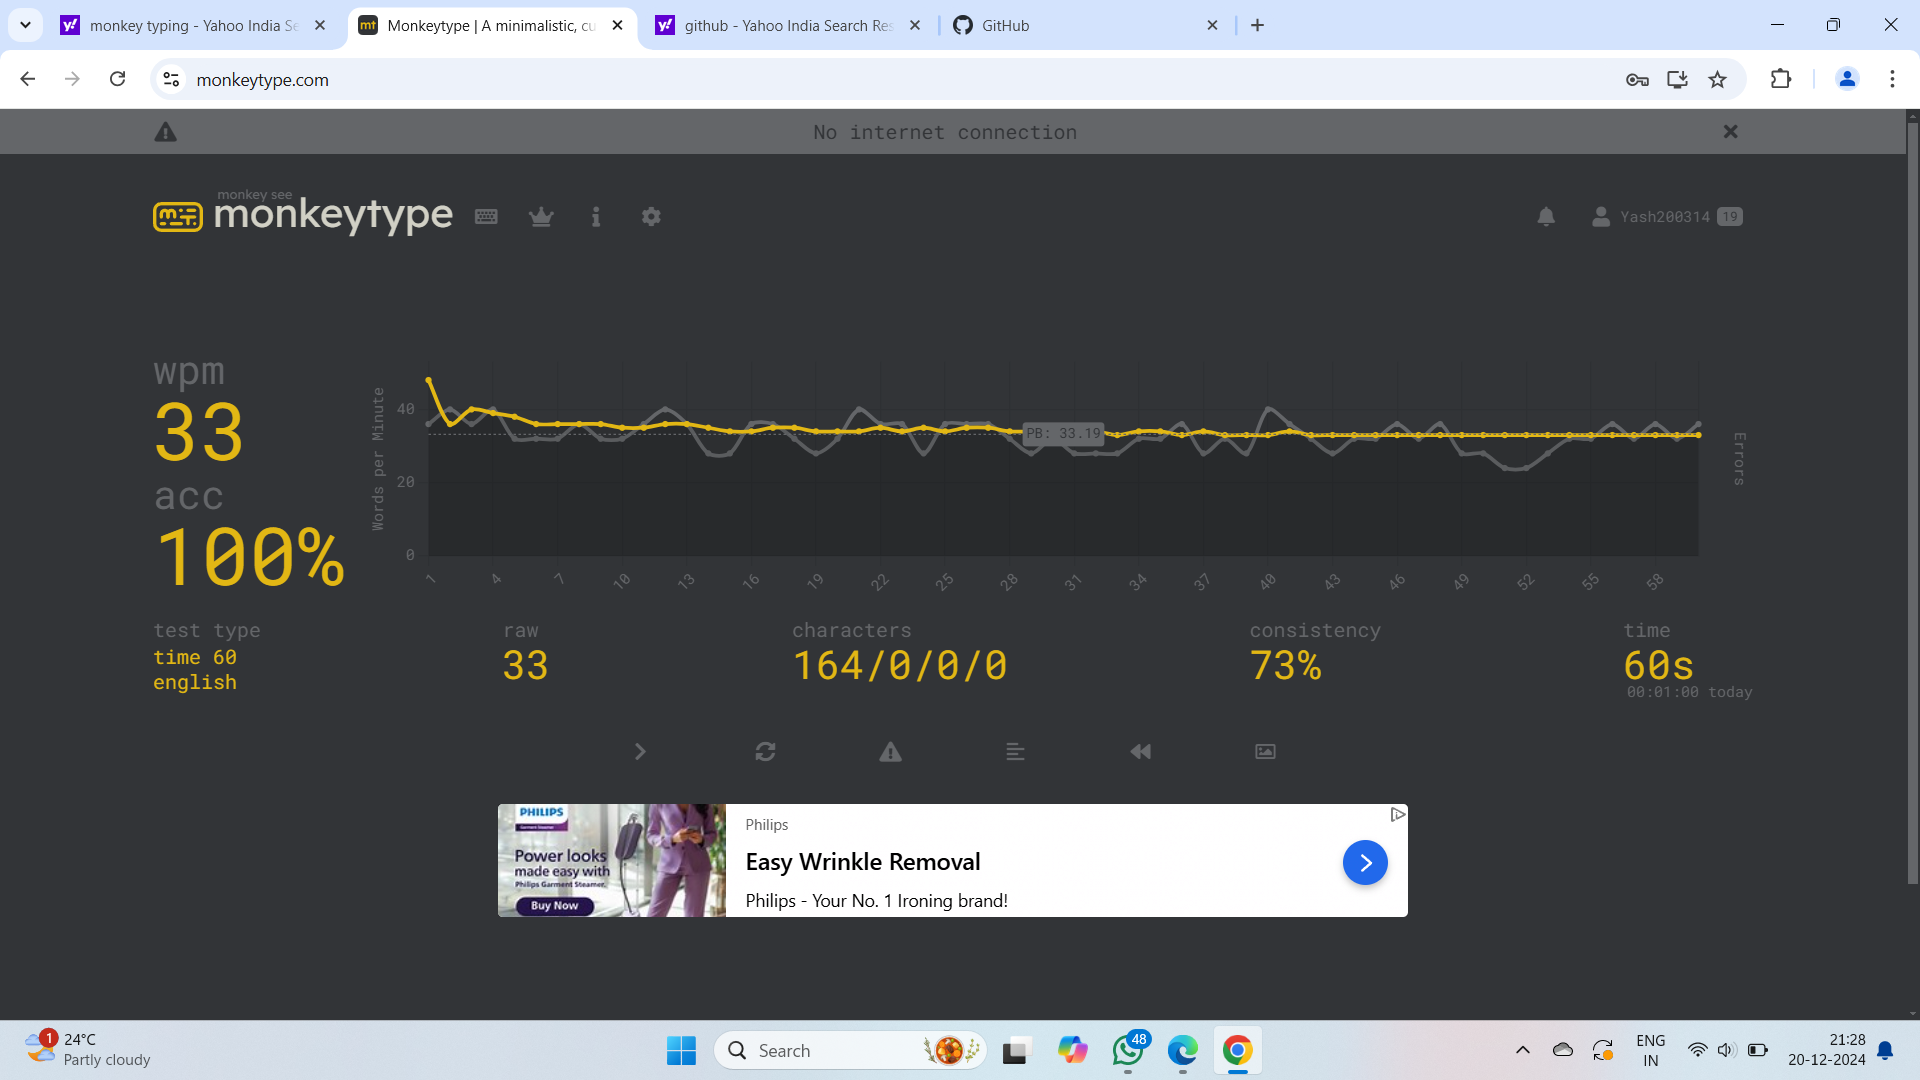 monkey typing - Yahoo India Se
Monkeytype | A minimalistic, cu
github - Yahoo India Search Res
GitHub
monkeytype.com
No internet connection
monkey see
monkeytype
Yash200314 19
wpm
33
acc
100%
Words per Minute
40
20
0
PB: 33.19
Errors
1 4 7 10 13 16 19 22 25 28 31 34 37 40 43 46 49 52 55 58
test type
time 60
english
raw
33
characters
164/0/0/0
consistency
73%
time
60s
00:01:00 today
PHILIPS
Garment Steamer
Power looks
made easy with
Philips Garment Steamer.
Buy Now
Philips
Easy Wrinkle Removal
Philips - Your No. 1 Ironing brand!
1
24°C
Partly cloudy
Search
48
ENG
IN
21:28
20-12-2024